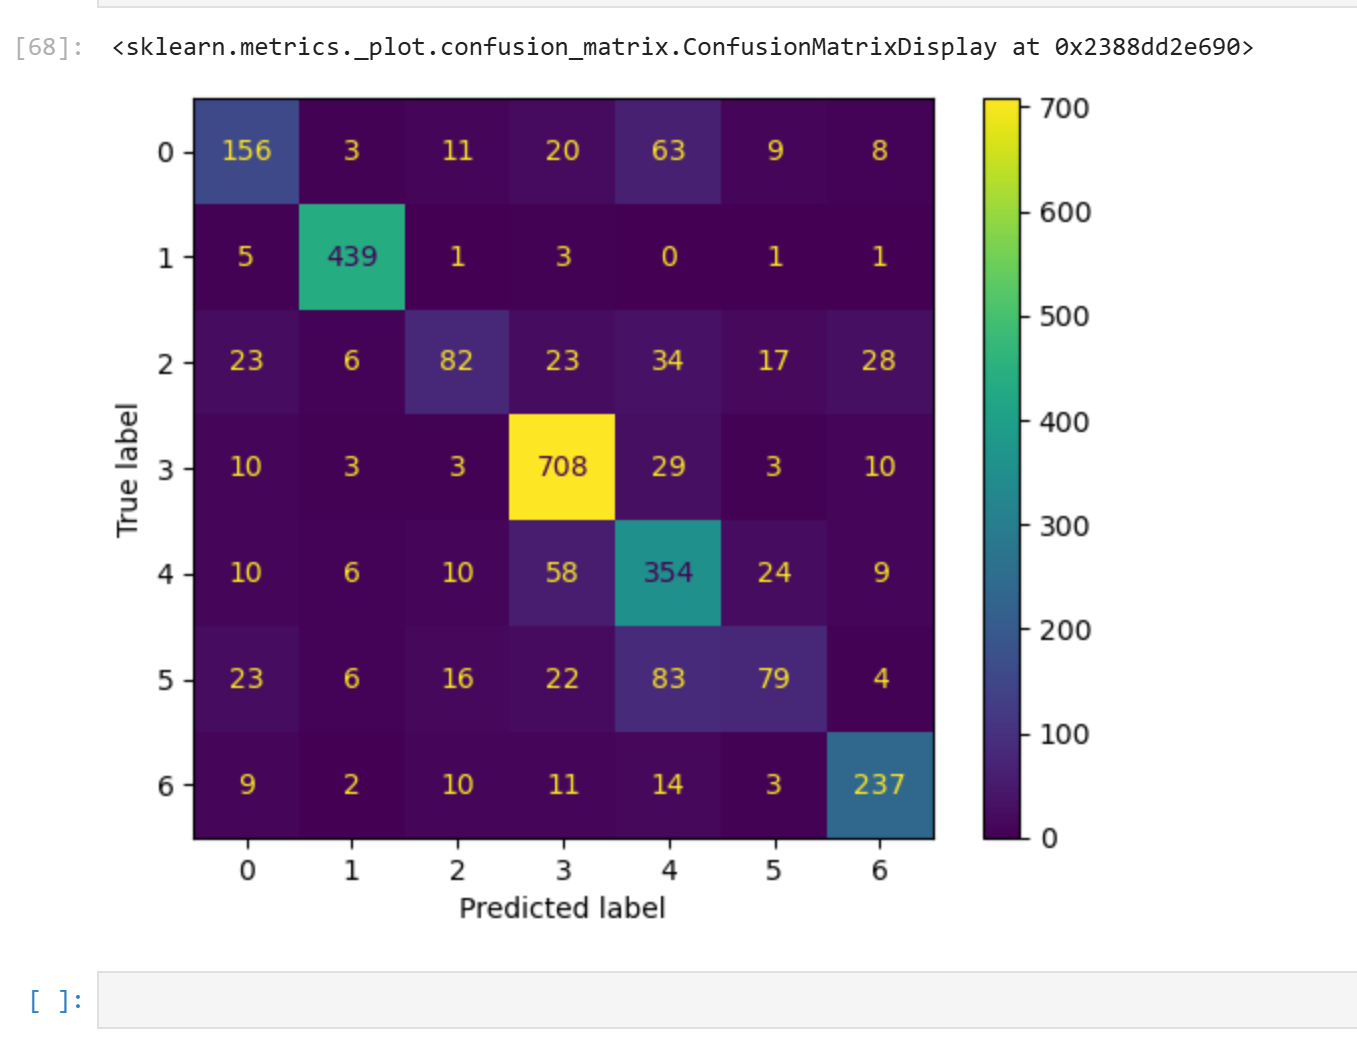 [68]: <sklearn.metrics._plot.confusion_matrix.ConfusionMatrixDisplay at 0x2388dd2e690>
700
0 156 3 11 20 63 9 8
600
1 5 439 1 3 0 1 1
500
2 23 6 82 23 34 17 28
400
True label
3 10 3 3 708 29 3 10
300
4 10 6 10 58 354 24 9
200
5 23 6 16 22 83 79 4
100
6 9 2 10 11 14 3 237
0
0 1 2 3 4 5 6
Predicted label
[ ]: